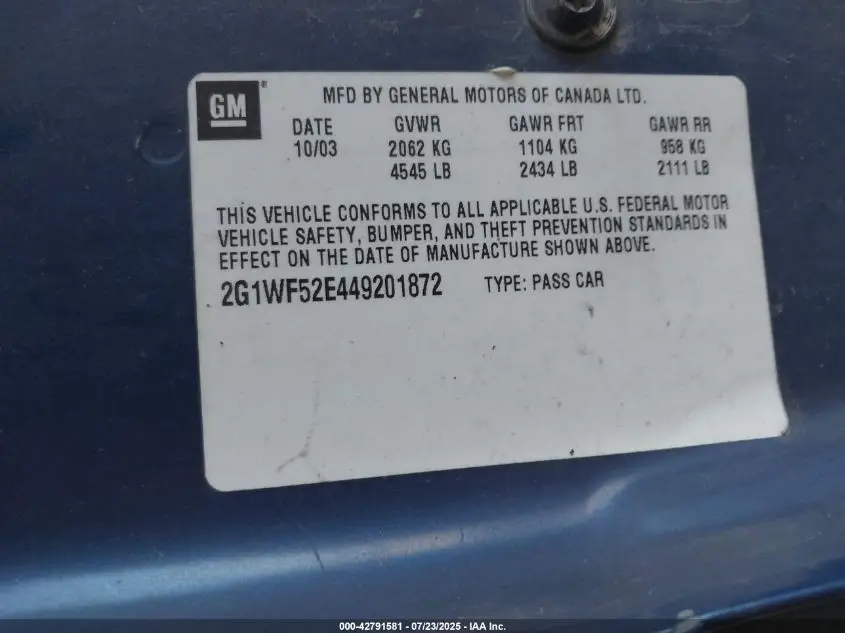 GM®
MFD BY GENERAL MOTORS OF CANADA LTD.
DATE GVWR GAWR FRT GAWR RR
10/03 2062 KG 1104 KG 958 KG
4545 LB 2434 LB 2111 LB
THIS VEHICLE CONFORMS TO ALL APPLICABLE U.S. FEDERAL MOTOR
VEHICLE SAFETY, BUMPER, AND THEFT PREVENTION STANDARDS IN
EFFECT ON THE DATE OF MANUFACTURE SHOWN ABOVE.
2G1WF52E449201872 TYPE: PASS CAR
000-42791581 - 07/23/2025 - IAA Inc.